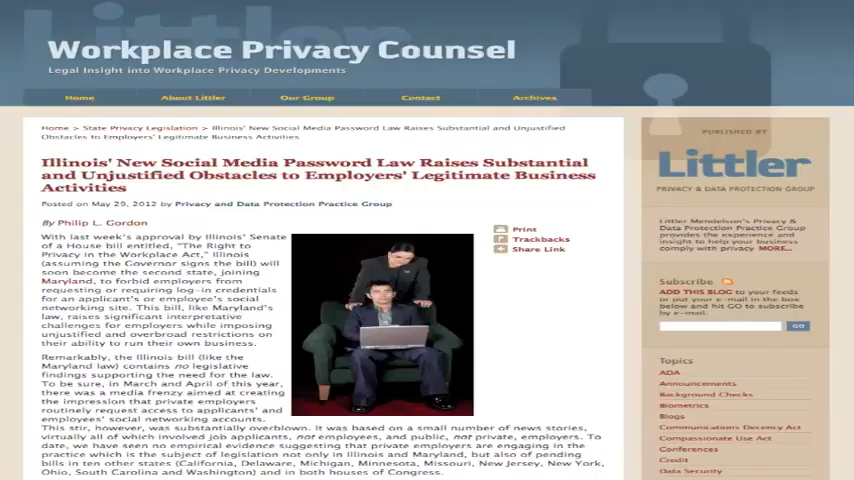 Littler
Workplace Privacy Counsel
Legal Insight into Workplace Privacy Developments
Home About Littler Our Group Contact Archives
Home > State Privacy Legislation > Illinois' New Social Media Password Law Raises Substantial and Unjustified
Obstacles to Employers' Legitimate Business Activities
Illinois' New Social Media Password Law Raises Substantial
and Unjustified Obstacles to Employers' Legitimate Business
Activities
Posted on May 29, 2012 by Privacy and Data Protection Practice Group
By Philip L. Gordon
With last week's approval by Illinois' Senate
of a House bill entitled, "The Right to
Privacy in the Workplace Act," Illinois
(assuming the Governor signs the bill) will
soon become the second state, joining
Maryland, to forbid employers from
requesting or requiring log-in credentials
for an applicant's or employee's social
networking site. This bill, like Maryland's
law, raises significant interpretative
challenges for employers while imposing
unjustified and overbroad restrictions on
their ability to run their own business.
Remarkably, the Illinois bill (like the
Maryland law) contains no legislative
findings supporting the need for the law.
To be sure, in March and April of this year,
there was a media frenzy aimed at creating
the impression that private employers
routinely request access to applicants' and
employees' social networking accounts.
This stir, however, was substantially overblown. It was based on a small number of news stories,
virtually all of which involved job applicants, not employees, and public, not private, employers. To
date, we have seen no empirical evidence suggesting that private employers are engaging in the
practice which is the subject of legislation not only in Illinois and Maryland, but also of pending
bills in ten other states (California, Delaware, Michigan, Minnesota, Missouri, New Jersey, New York,
Ohio, South Carolina and Washington) and in both houses of Congress.
Print
Trackbacks
Share Link
PUBLISHED BY
Littler
PRIVACY & DATA PROTECTION GROUP
Littler Mendelson's Privacy &
Data Protection Practice Group
provides the experience and
insight to help your business
comply with privacy MORE...
Subscribe
ADD THIS BLOG to your feeds
or put your e-mail in the box
below and hit GO to subscribe
by e-mail.
GO
Topics
ADA
Announcements
Background Checks
Biometrics
Blogs
Communications Decency Act
Compassionate Use Act
Conferences
Credit
Data Security